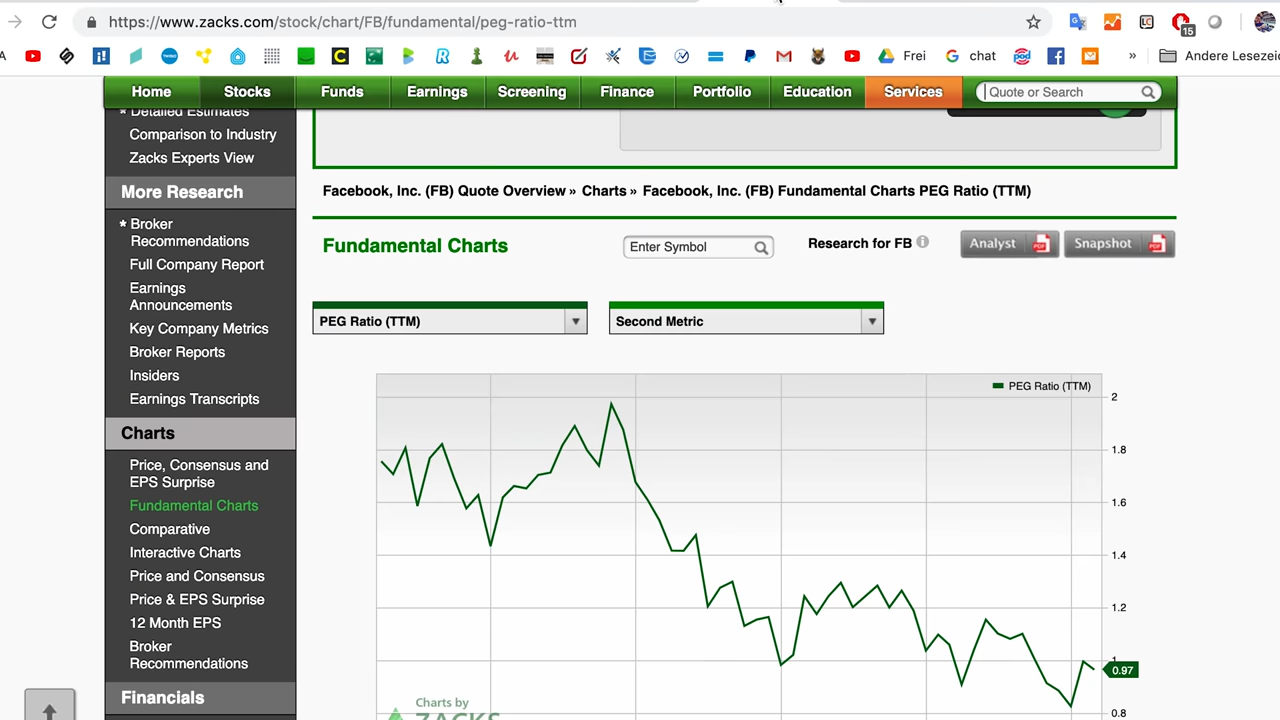 https://www.zacks.com/stock/chart/FB/fundamental/peg-ratio-ttm
15
A
Frei
chat
»
Andere Lesezei
Home
Stocks
Funds
Earnings
Screening
Finance
Portfolio
Education
Services
Quote or Search
* Detailed Estimates
Comparison to Industry
Zacks Experts View
More Research
* Broker
Recommendations
Full Company Report
Earnings
Announcements
Key Company Metrics
Broker Reports
Insiders
Earnings Transcripts
Charts
Price, Consensus and
EPS Surprise
Fundamental Charts
Comparative
Interactive Charts
Price and Consensus
Price & EPS Surprise
12 Month EPS
Broker
Recommendations
Financials
Facebook, Inc. (FB) Quote Overview » Charts » Facebook, Inc. (FB) Fundamental Charts PEG Ratio (TTM)
Fundamental Charts
Enter Symbol
Research for FB
Analyst
Snapshot
PEG Ratio (TTM)
Second Metric
PEG Ratio (TTM)
2
1.8
1.6
1.4
1.2
1
0.97
0.8
Charts by
ZACKS